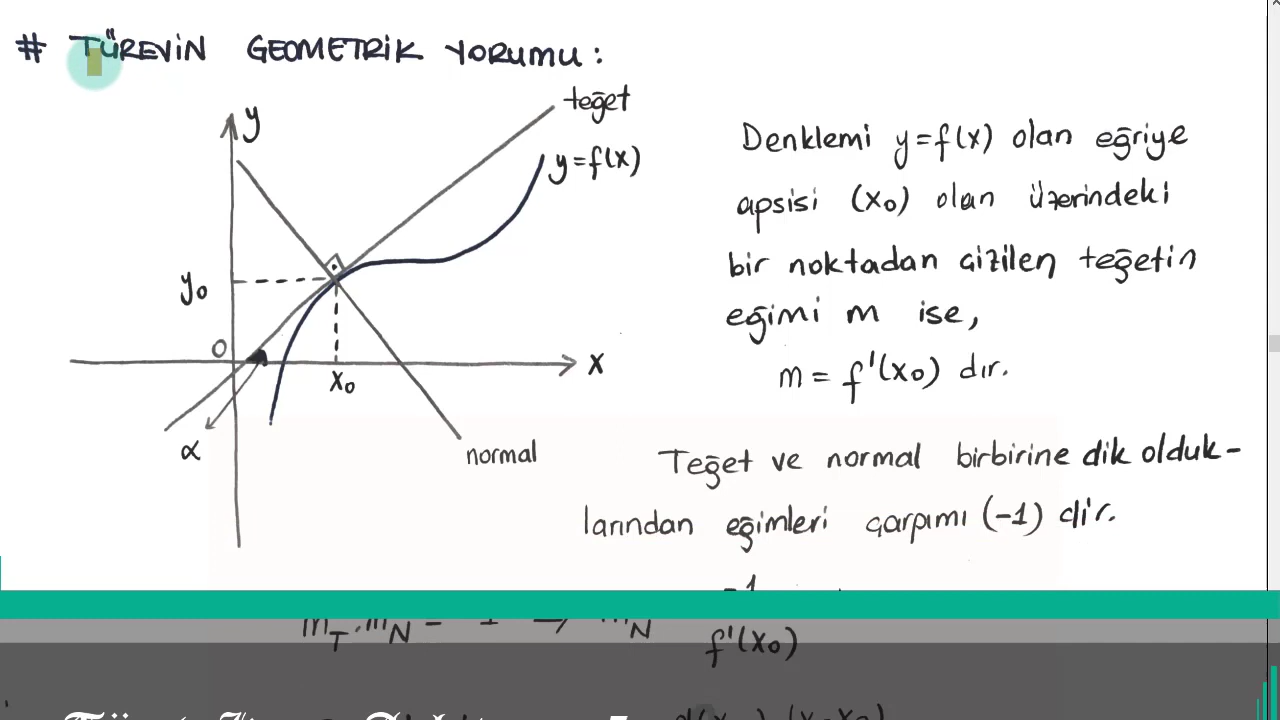 # TÜREVİN GEOMETRİK YORUMU :
teğet
y
y=f(x)
y₀
O
x₀
x
α
normal
Denklemi y=f(x) olan eğriye
apsisi (x₀) olan üzerindeki
bir noktadan çizilen teğetin
eğimi m ise,
m = f'(x₀) dır.
Teğet ve normal birbirine dik olduk-
larından eğimleri çarpımı (-1) dir.
f'(x₀)